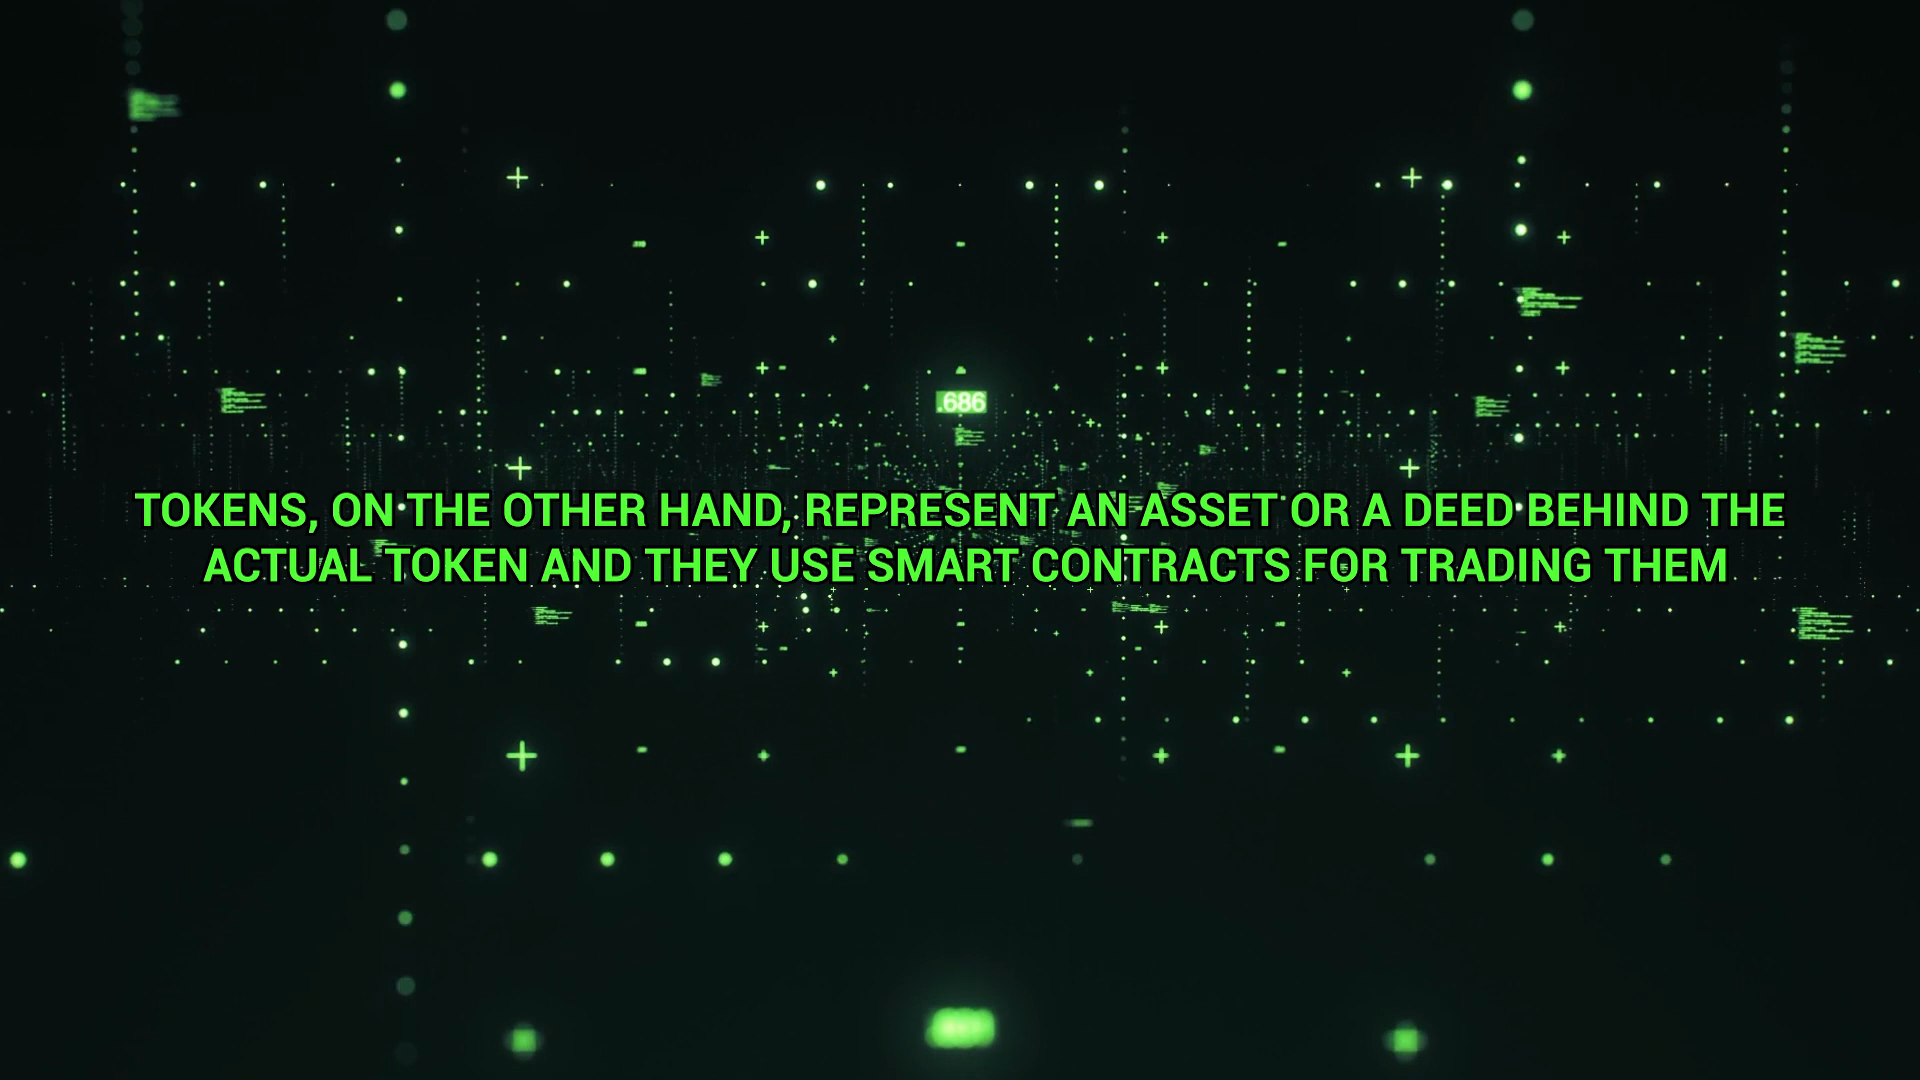 .686
TOKENS, ON THE OTHER HAND, REPRESENT AN ASSET OR A DEED BEHIND THE
ACTUAL TOKEN AND THEY USE SMART CONTRACTS FOR TRADING THEM